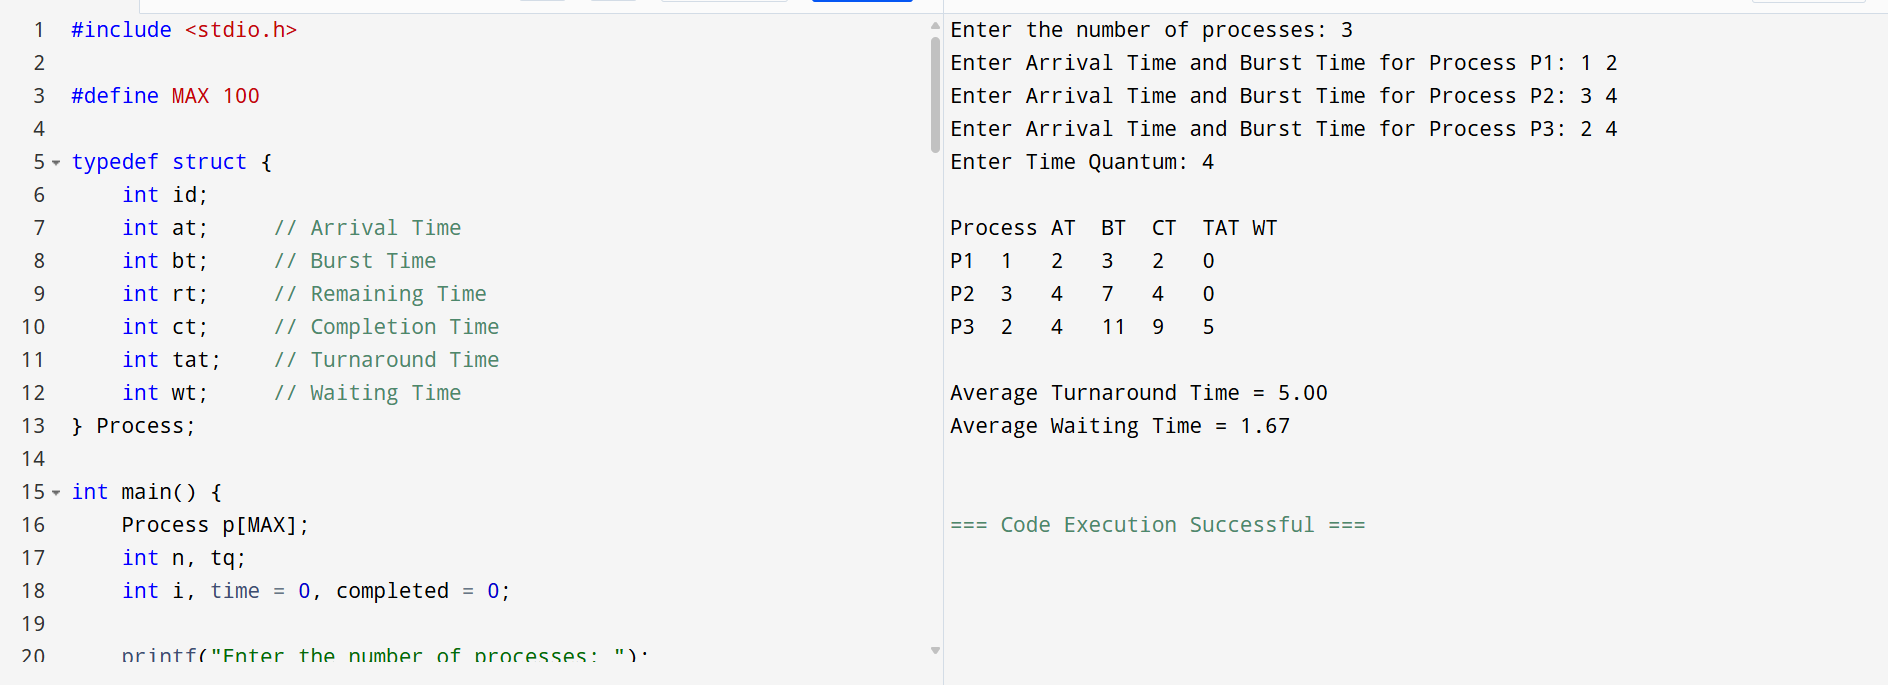 1 #include <stdio.h>
2
3 #define MAX 100
4
5 typedef struct {
6     int id;
7     int at;     // Arrival Time
8     int bt;     // Burst Time
9     int rt;     // Remaining Time
10     int ct;     // Completion Time
11     int tat;    // Turnaround Time
12     int wt;     // Waiting Time
13 } Process;
14
15 int main() {
16     Process p[MAX];
17     int n, tq;
18     int i, time = 0, completed = 0;
19
20     printf("Enter the number of processes: ");
Enter the number of processes: 3
Enter Arrival Time and Burst Time for Process P1: 1 2
Enter Arrival Time and Burst Time for Process P2: 3 4
Enter Arrival Time and Burst Time for Process P3: 2 4
Enter Time Quantum: 4
Process AT  BT  CT  TAT WT
P1  1   2   3   2   0
P2  3   4   7   4   0
P3  2   4   11  9   5
Average Turnaround Time = 5.00
Average Waiting Time = 1.67
=== Code Execution Successful ===